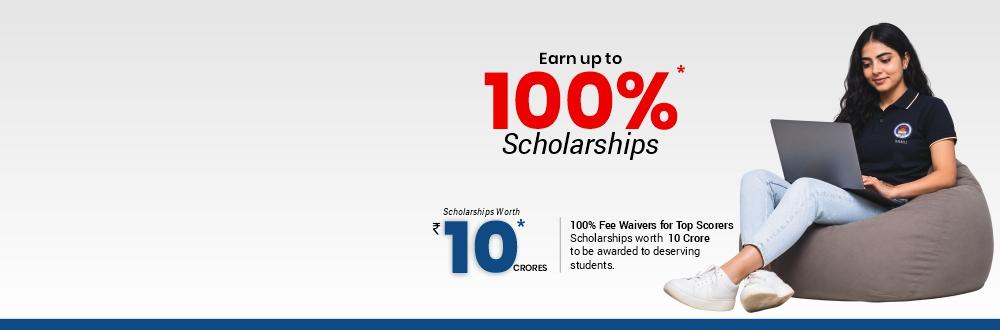 Earn up to
100%*
Scholarships
Scholarships Worth
₹10*
CRORES
100% Fee Waivers for Top Scorers
Scholarships worth 10 Crore
to be awarded to deserving
students.